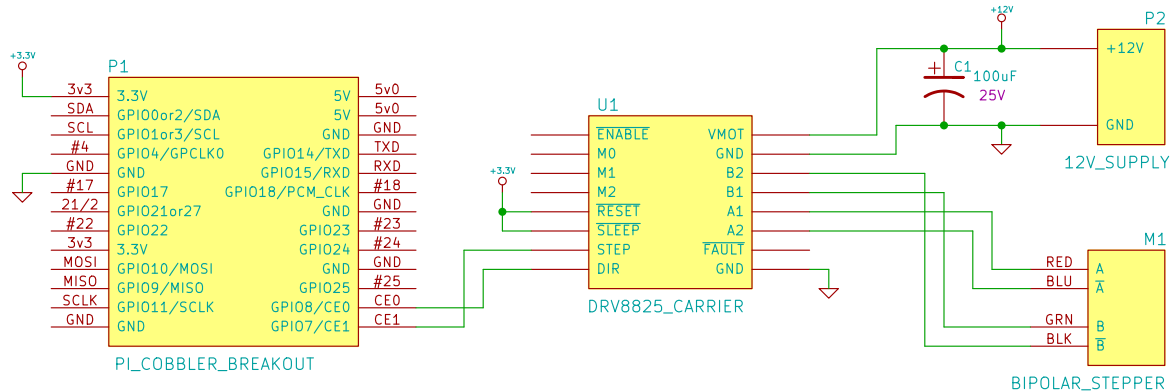 +3.3V
P1
3v3 3.3V 5V 5v0
SDA GPIO0or2/SDA 5V 5v0
SCL GPIO1or3/SCL GND GND
#4 GPIO4/GPCLK0 GPIO14/TXD TXD
GND GND GPIO15/RXD RXD
#17 GPIO17 GPIO18/PCM_CLK #18
21/2 GPIO21or27 GND GND
#22 GPIO22 GPIO23 #23
3v3 3.3V GPIO24 #24
MOSI GPIO10/MOSI GND GND
MISO GPIO9/MISO GPIO25 #25
SCLK GPIO11/SCLK GPIO8/CE0 CE0
GND GND GPIO7/CE1 CE1
PI_COBBLER_BREAKOUT
+3.3V
U1
ENABLE VMOT
M0 GND
M1 B2
M2 B1
RESET A1
SLEEP A2
STEP FAULT
DIR GND
DRV8825_CARRIER
+12V
C1
100uF
25V
P2
+12V
GND
12V_SUPPLY
M1
RED A
BLU A
GRN B
BLK B
BIPOLAR_STEPPER